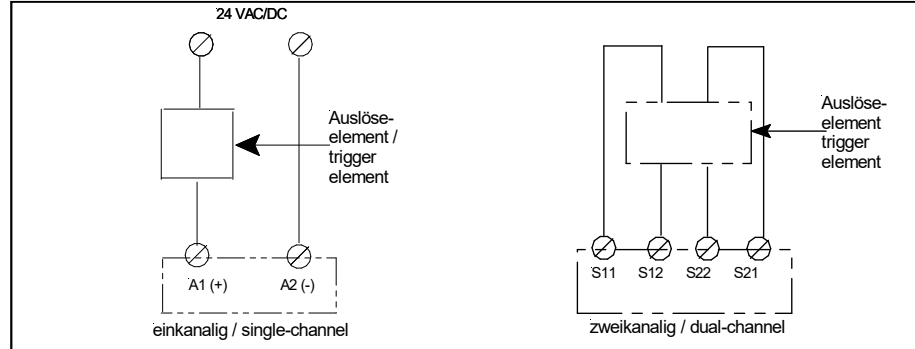 24 VAC/DC
Auslöse-
element /
trigger
element
A1 (+)
A2 (-)
einkanalig / single-channel
Auslöse-
element
trigger
element
S11
S12
S22
S21
zweikanalig / dual-channel